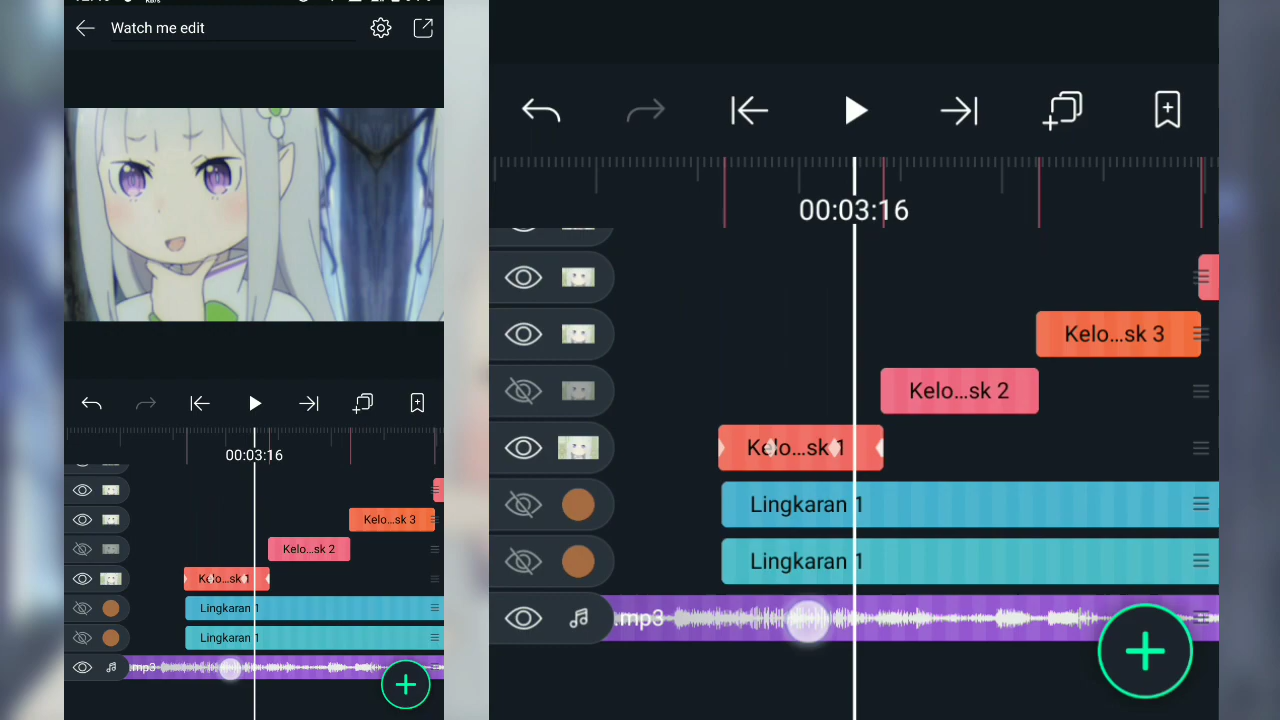 Watch me edit
00:03:16
Kelo...sk 3
Kelo...sk 2
Kelo...sk 1
Lingkaran 1
Lingkaran 1
.mp3
00:03:16
Kelo...sk 3
Kelo...sk 2
Kelo...sk 1
Lingkaran 1
Lingkaran 1
mp3